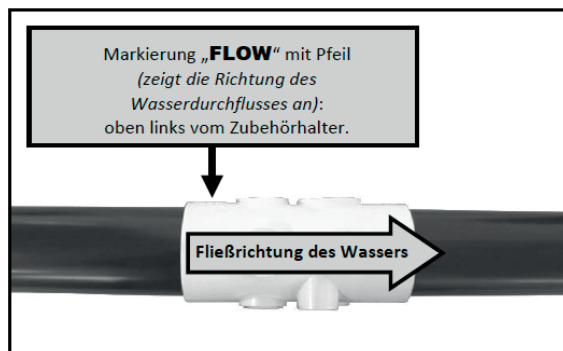 Markierung „FLOW“ mit Pfeil
(zeigt die Richtung des
Wasserdurchflusses an):
oben links vom Zubehörhalter.
Fließrichtung des Wassers